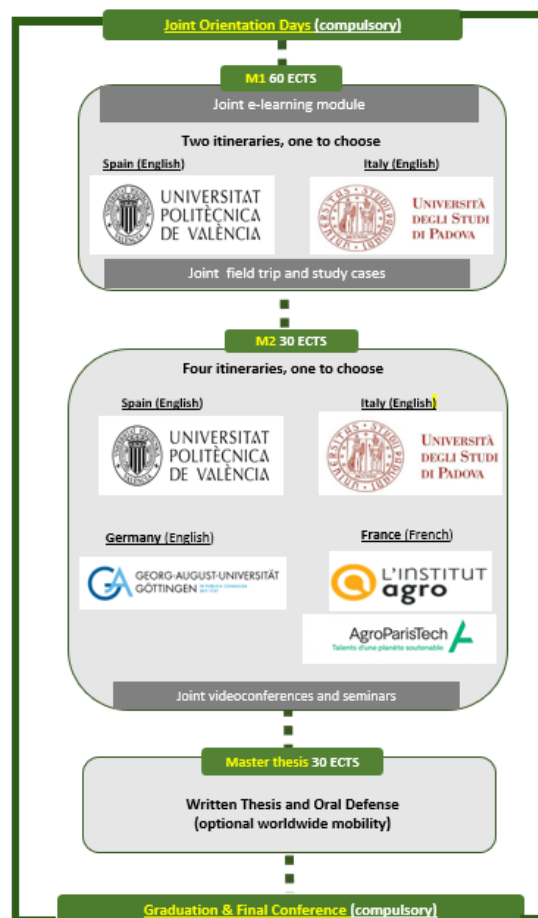 Joint Orientation Days (compulsory)
M1 60 ECTS
Joint e-learning module
Two itineraries, one to choose
Spain (English)
Italy (English)
UNIVERSITAT
POLITÈCNICA
DE VALÈNCIA
UNIVERSITÀ
DEGLI STUDI
DI PADOVA
Joint field trip and study cases
M2 30 ECTS
Four itineraries, one to choose
Spain (English)
Italy (English)
UNIVERSITAT
POLITÈCNICA
DE VALÈNCIA
UNIVERSITÀ
DEGLI STUDI
DI PADOVA
Germany (English)
France (French)
GEORG-AUGUST-UNIVERSITÄT
GÖTTINGEN
L'INSTITUT
agro
AgroParisTech
Talents d'une planète soutenable
Joint videoconferences and seminars
Master thesis 30 ECTS
Written Thesis and Oral Defense
(optional worldwide mobility)
Graduation & Final Conference (compulsory)